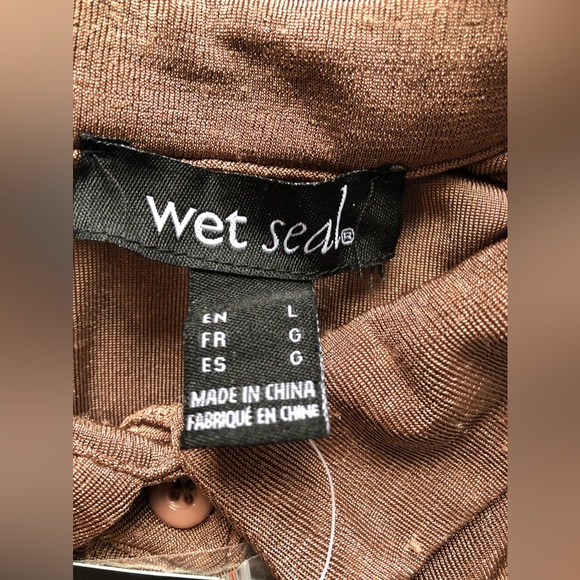 wet seal®
EN L
FR G
ES G
MADE IN CHINA
FABRIQUÉ EN CHINE